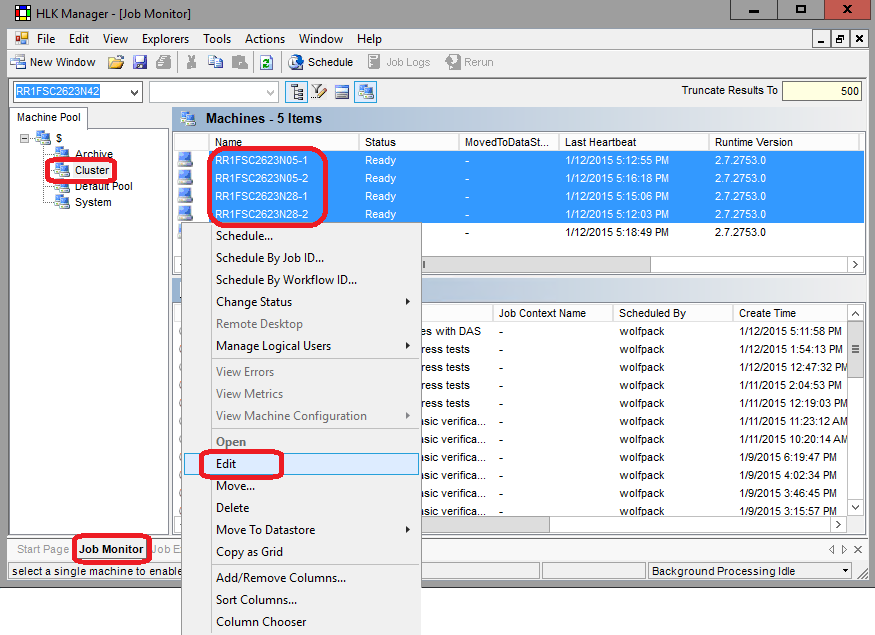 HLK Manager - [Job Monitor]
File Edit View Explorers Tools Actions Window Help
New Window Schedule Job Logs Rerun
RR1FSC2623N42 Truncate Results To 500
Machine Pool
$
Archive
Cluster
Default Pool
System
Machines - 5 Items
Name Status MovedToDataSt... Last Heartbeat Runtime Version
RR1FSC2623N05-1 Ready - 1/12/2015 5:12:55 PM 2.7.2753.0
RR1FSC2623N05-2 Ready - 1/12/2015 5:16:18 PM 2.7.2753.0
RR1FSC2623N28-1 Ready - 1/12/2015 5:15:06 PM 2.7.2753.0
RR1FSC2623N28-2 Ready - 1/12/2015 5:12:03 PM 2.7.2753.0
- 1/12/2015 5:18:49 PM 2.7.2753.0
Schedule...
Schedule By Job ID...
Schedule By Workflow ID...
Change Status
Remote Desktop
Manage Logical Users
View Errors
View Metrics
View Machine Configuration
Open
Edit
Move...
Delete
Move To Datastore
Copy as Grid
Add/Remove Columns...
Sort Columns...
Column Chooser
Job Context Name Scheduled By Create Time
es with DAS - wolfpack 1/12/2015 5:11:58 PM
ress tests - wolfpack 1/12/2015 1:54:13 PM
ress tests - wolfpack 1/12/2015 12:47:32 PM
ress tests - wolfpack 1/11/2015 2:04:53 PM
ress tests - wolfpack 1/11/2015 12:19:03 PM
asic verifica... - wolfpack 1/11/2015 11:23:12 AM
asic verifica... - wolfpack 1/11/2015 10:20:14 AM
asic verifica... - wolfpack 1/9/2015 6:19:47 PM
asic verifica... - wolfpack 1/9/2015 4:02:34 PM
asic verifica... - wolfpack 1/9/2015 3:46:45 PM
asic verifica... - wolfpack 1/9/2015 3:15:57 PM
Start Page Job Monitor Job E
select a single machine to enable Background Processing Idle